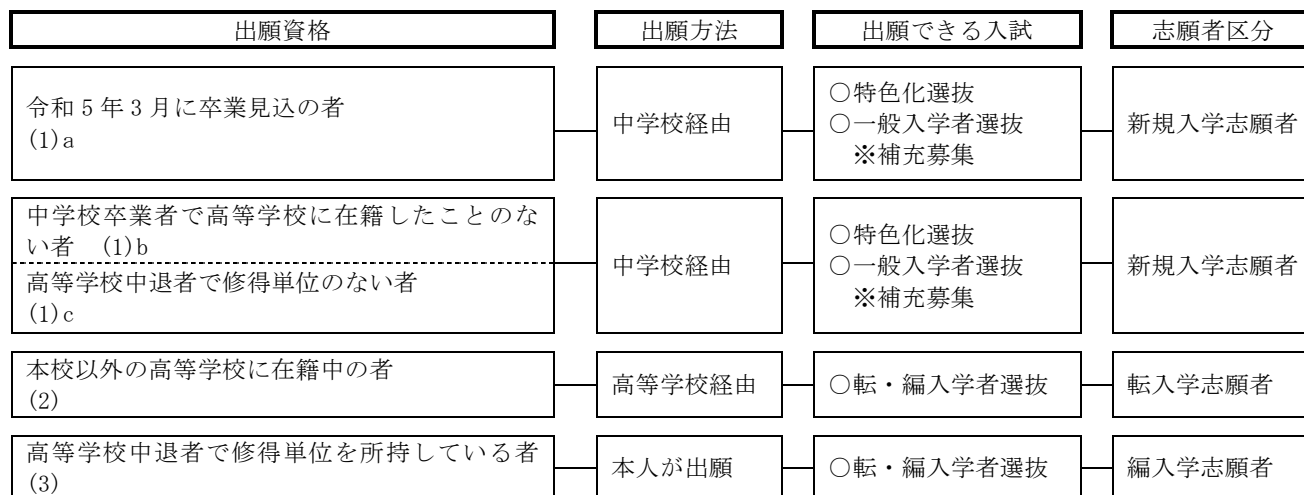 出願資格 出願方法 出願できる入試 志願者区分
令和５年３月に卒業見込の者
(1)a
中学校経由
○特色化選抜
○一般入学者選抜
※補充募集
新規入学志願者
中学校卒業者で高等学校に在籍したことのな
い者　(1)b
高等学校中退者で修得単位のない者
(1)c
中学校経由
○特色化選抜
○一般入学者選抜
※補充募集
新規入学志願者
本校以外の高等学校に在籍中の者
(2)
高等学校経由
○転・編入学者選抜
転入学志願者
高等学校中退者で修得単位を所持している者
(3)
本人が出願
○転・編入学者選抜
編入学志願者